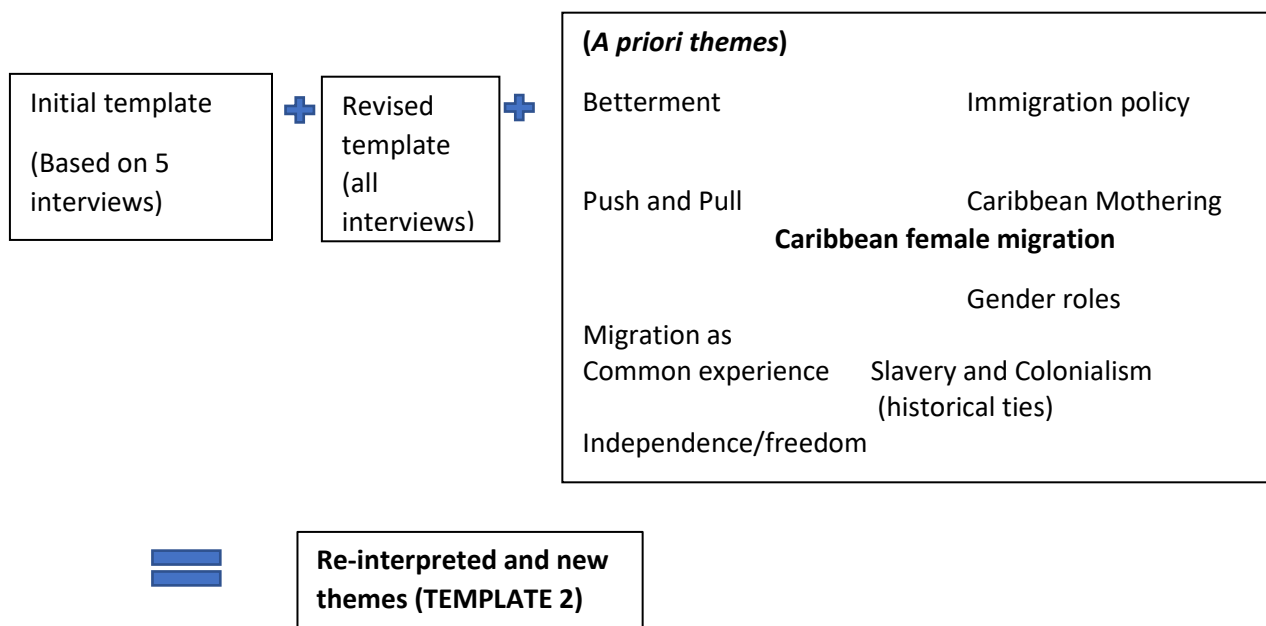 Initial template
(Based on 5
interviews)
Revised
template
(all
interviews)
(A priori themes)
Betterment Immigration policy
Push and Pull Caribbean Mothering
Caribbean female migration
Gender roles
Migration as
Common experience Slavery and Colonialism
(historical ties)
Independence/freedom
Re-interpreted and new
themes (TEMPLATE 2)